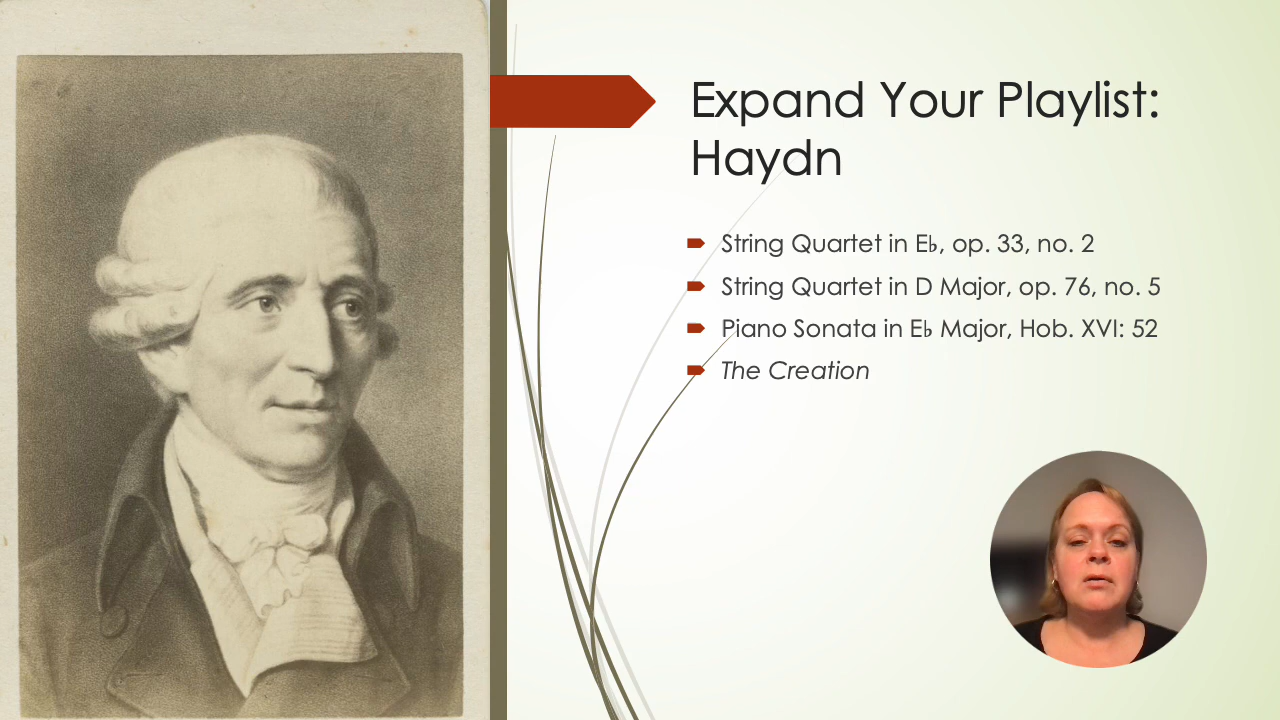 Expand Your Playlist:
Haydn
String Quartet in E♭, op. 33, no. 2
String Quartet in D Major, op. 76, no. 5
Piano Sonata in E♭ Major, Hob. XVI: 52
The Creation